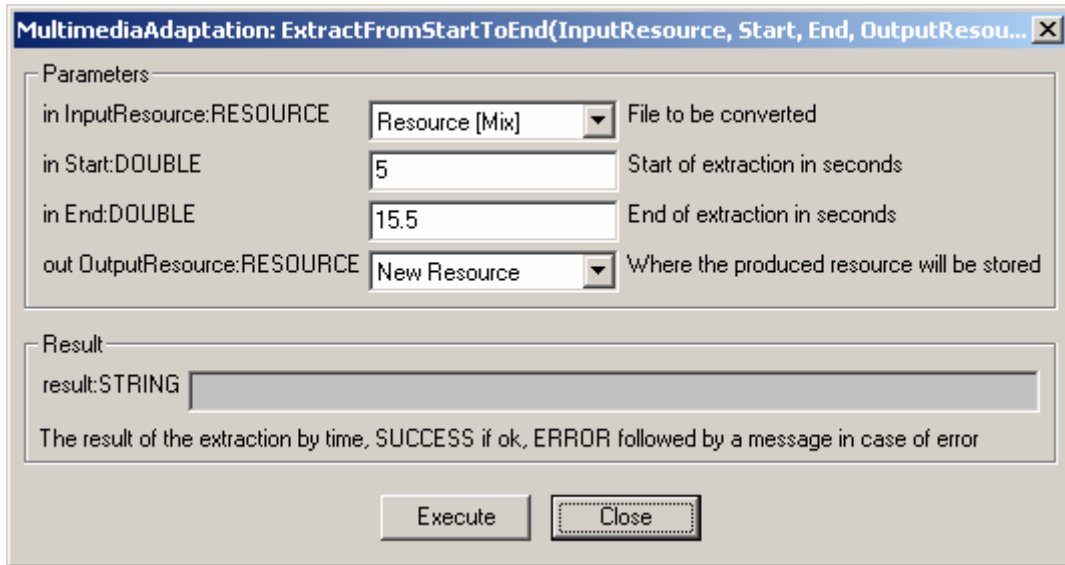 MultimediaAdaptation: ExtractFromStartToEnd(InputResource, Start, End, OutputResou...
Parameters
in InputResource:RESOURCE Resource [Mix] File to be converted
in Start:DOUBLE 5 Start of extraction in seconds
in End:DOUBLE 15.5 End of extraction in seconds
out OutputResource:RESOURCE New Resource Where the produced resource will be stored
Result
result:STRING
The result of the extraction by time, SUCCESS if ok, ERROR followed by a message in case of error
Execute Close